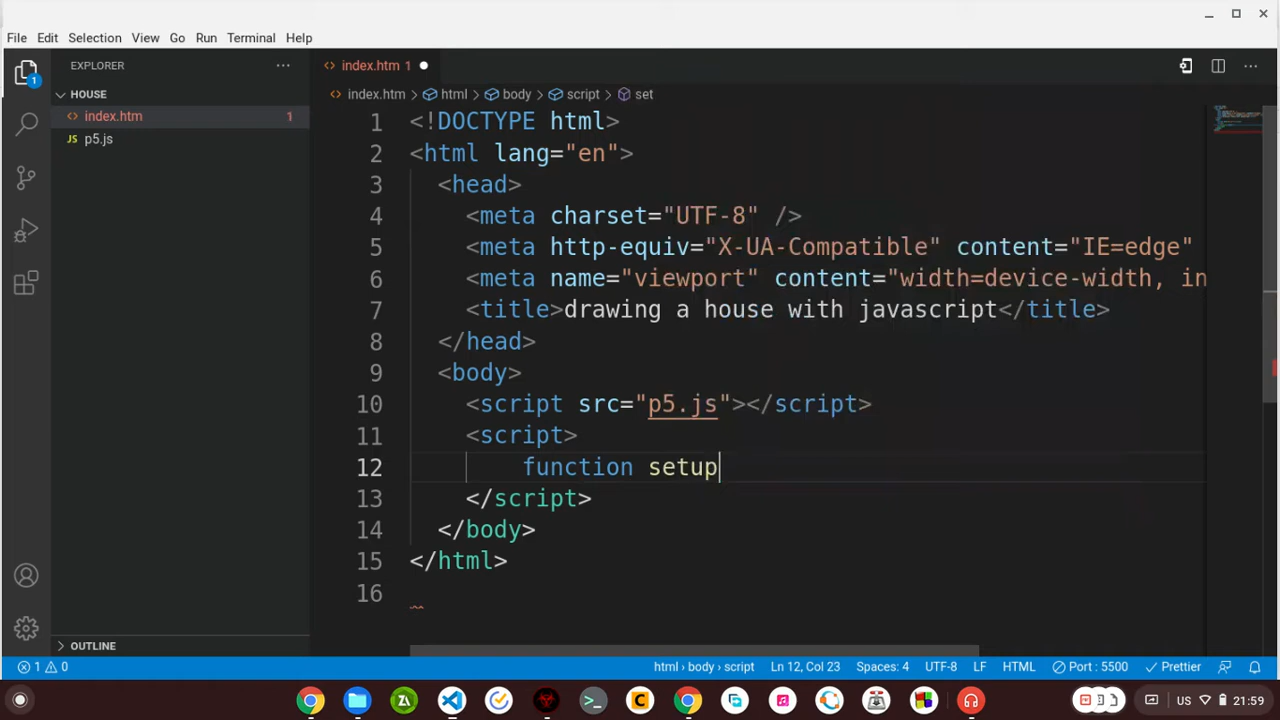 File Edit Selection View Go Run Terminal Help
EXPLORER
HOUSE
index.htm 1
JS p5.js
OUTLINE
index.htm 1
index.htm > html > body > script > set
1 <!DOCTYPE html>
2 <html lang="en">
3 <head>
4 <meta charset="UTF-8" />
5 <meta http-equiv="X-UA-Compatible" content="IE=edge"
6 <meta name="viewport" content="width=device-width, in
7 <title>drawing a house with javascript</title>
8 </head>
9 <body>
10 <script src="p5.js"></script>
11 <script>
12 function setup
13 </script>
14 </body>
15 </html>
16
1 0 html > body > script Ln 12, Col 23 Spaces: 4 UTF-8 LF HTML Port : 5500 Prettier
US 21:59